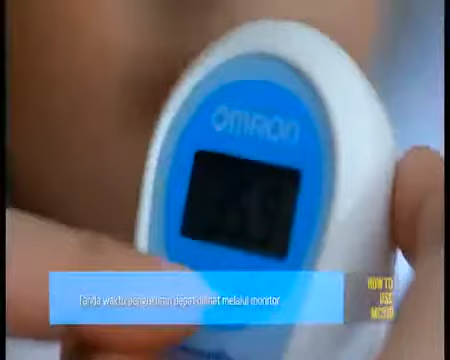 OMRON
Tanda waktu pengukuran dapat dilihat melalui monitor
HOW TO
USE